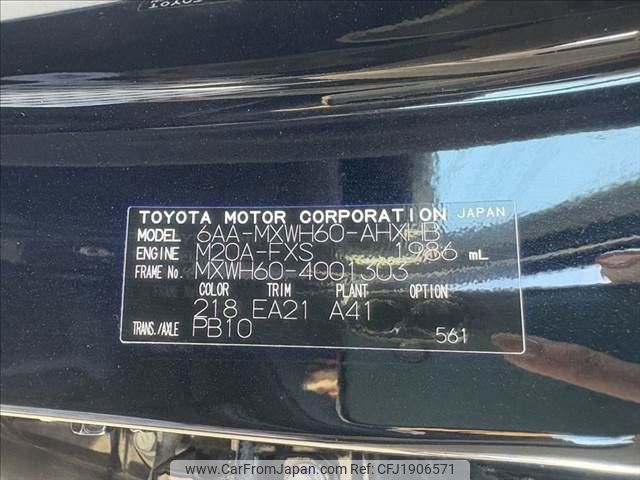 TOYOTA MOTOR CORPORATION JAPAN
MODEL 6AA-MXWH60-AHXHB
ENGINE M20A-FXS 1986 mL
FRAME No. MXWH60-4001303
COLOR TRIM PLANT OPTION
218 EA21 A41
TRANS./AXLE PB10 561
© CarFromJapan.com Ref: CFJ1906571